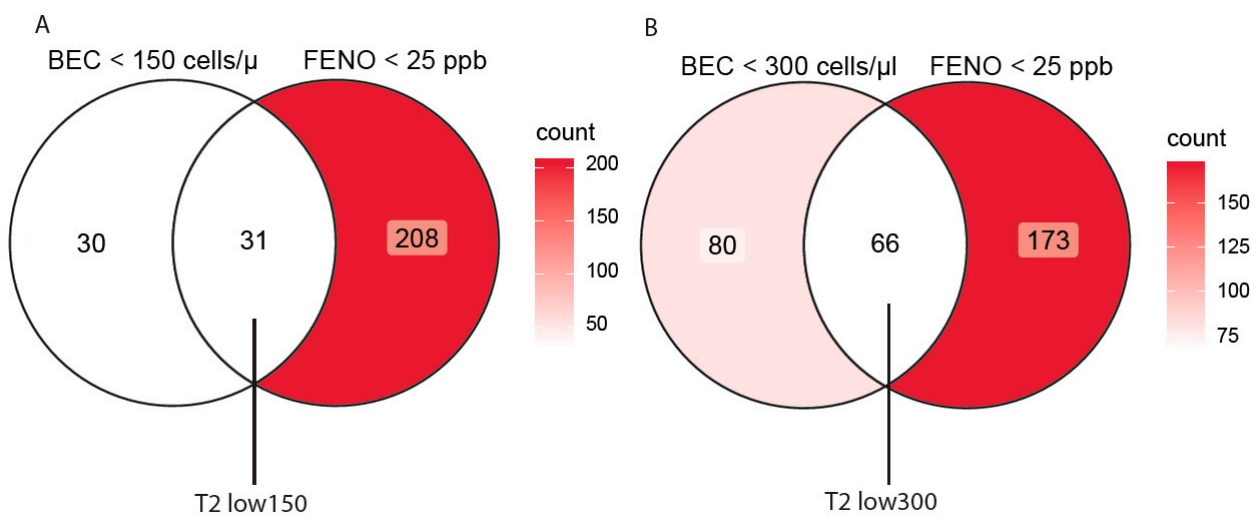 A
BEC < 150 cells/µ
FENO < 25 ppb
30
31
208
count
200
150
100
50
T2 low150
B
BEC < 300 cells/µl
FENO < 25 ppb
80
66
173
count
150
125
100
75
T2 low300